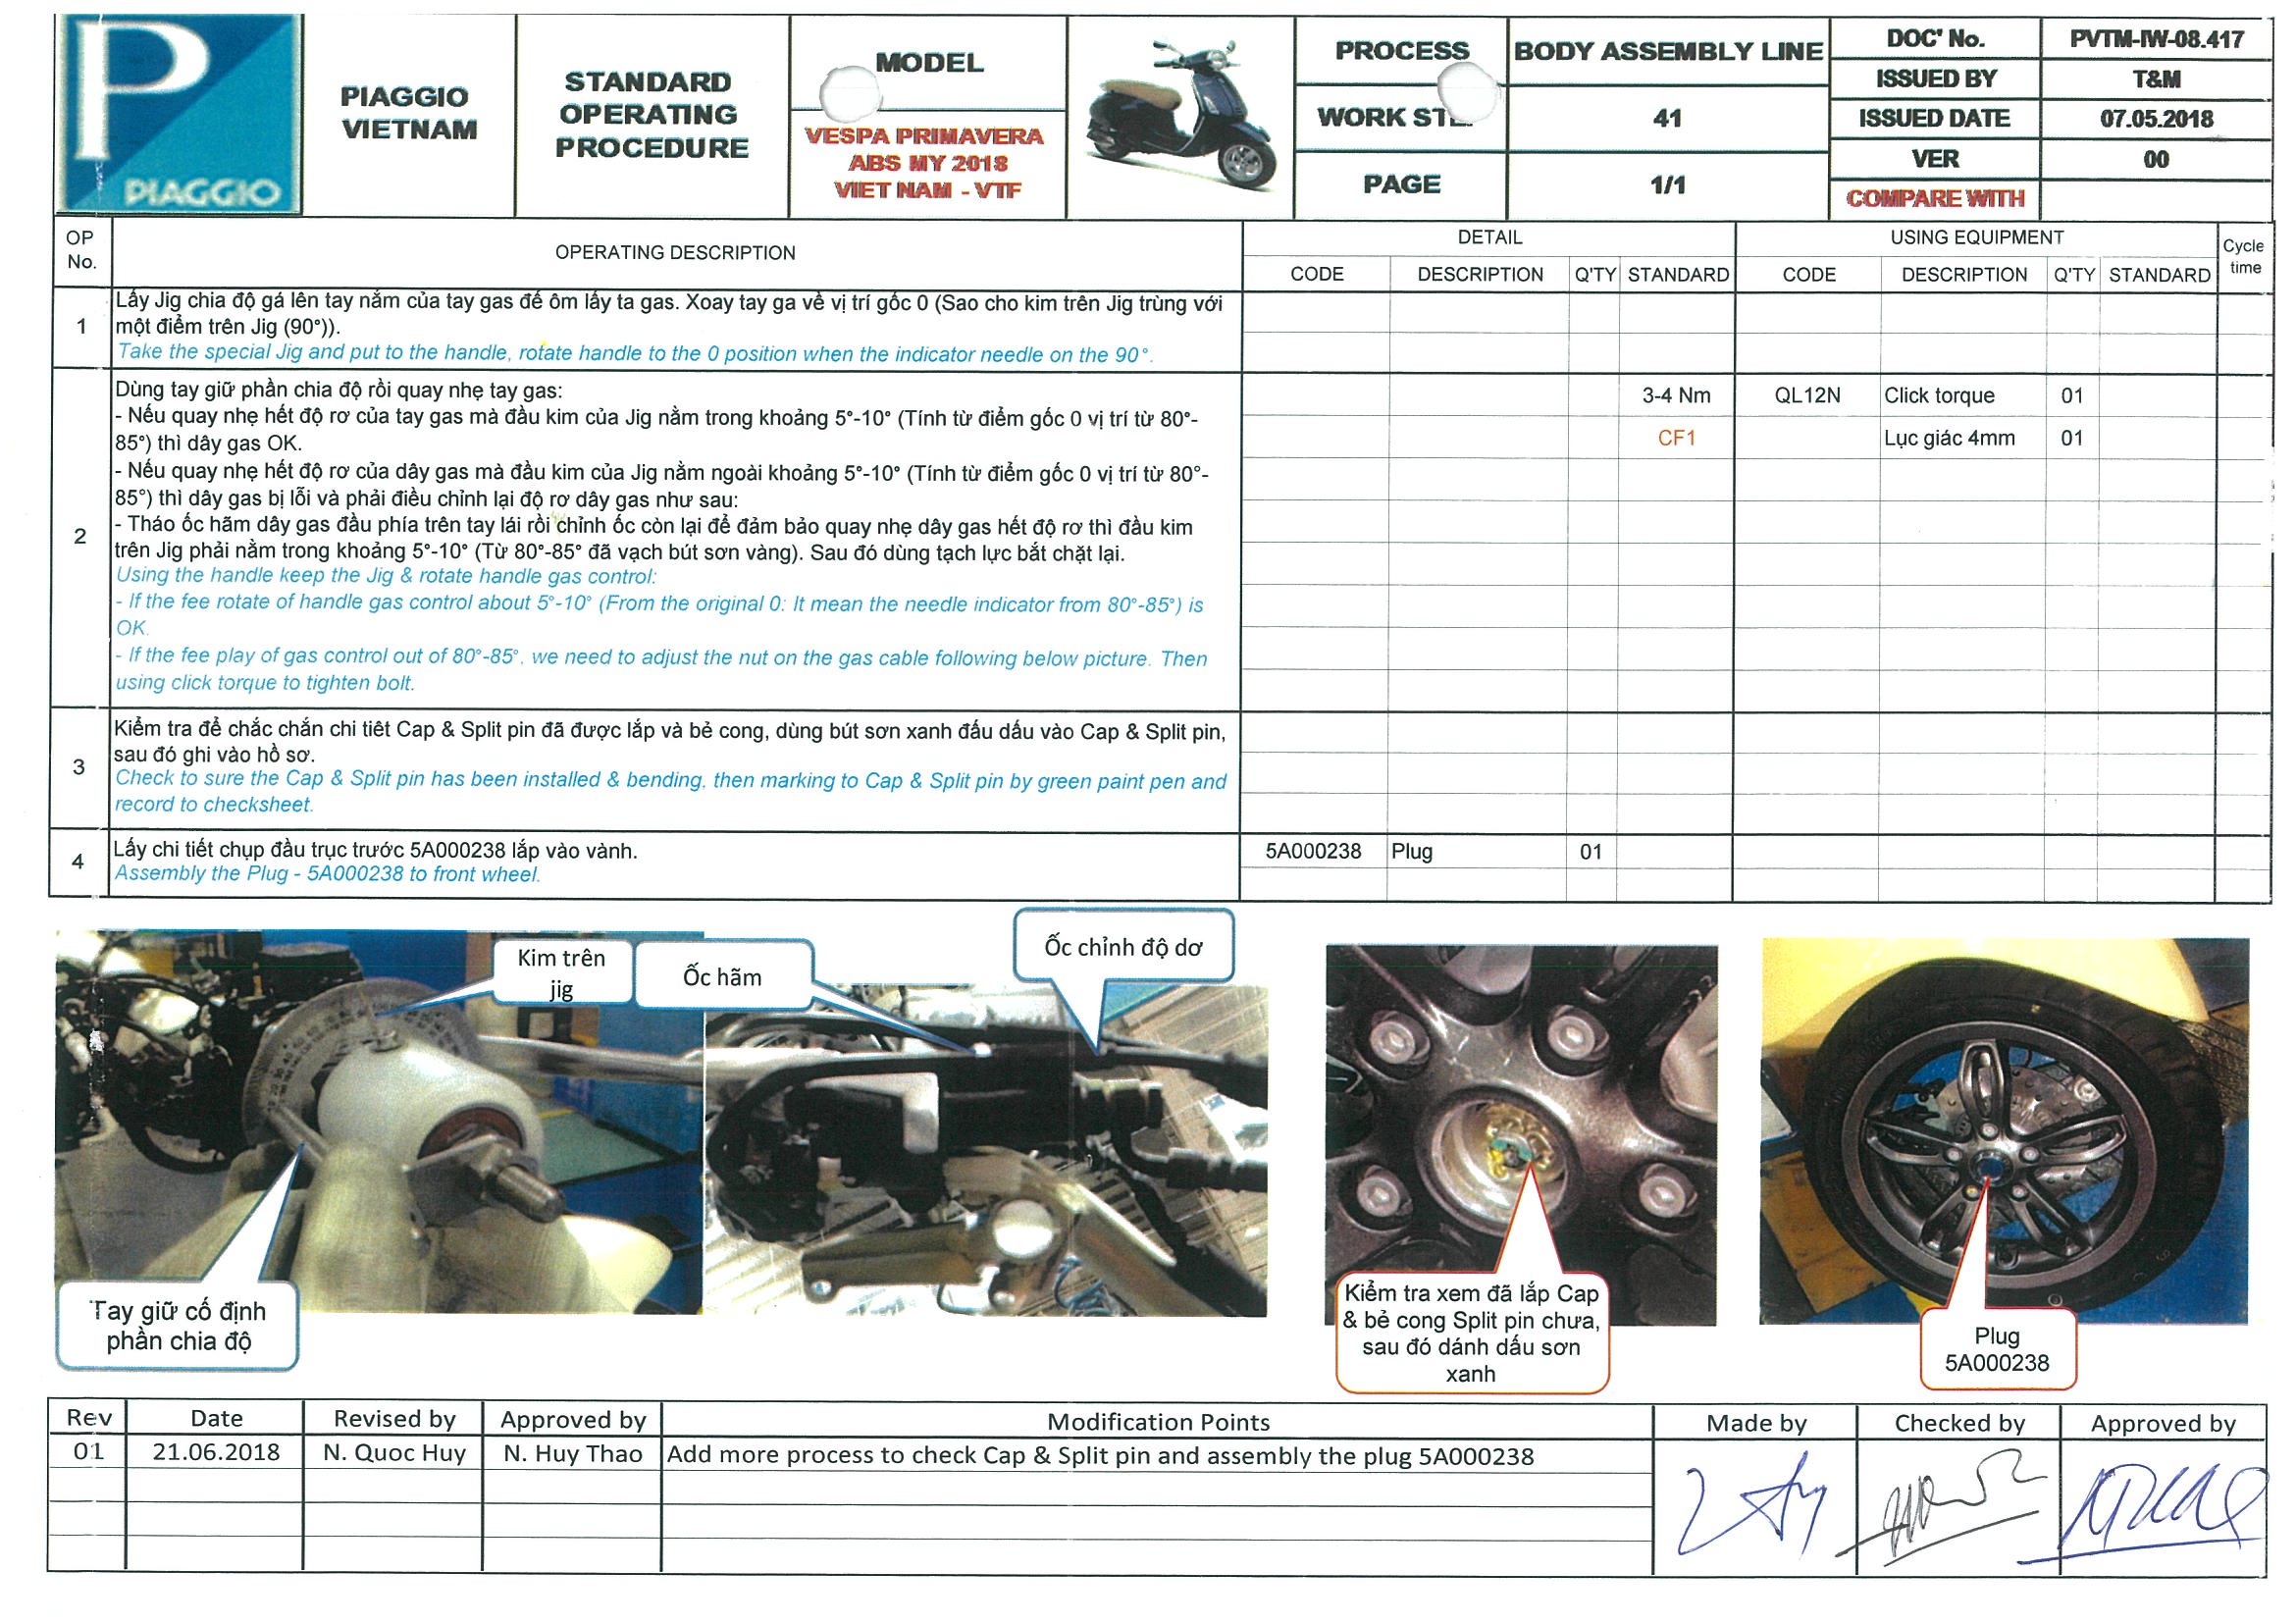 PIAGGIO
PIAGGIO
VIETNAM
STANDARD
OPERATING
PROCEDURE
MODEL
VESPA PRIMAVERA
ABS MY 2018
VIET NAM - VTF
PROCESS
BODY ASSEMBLY LINE
WORK
41
PAGE
1/1
DOC' No.
PVTM-IW-08.417
ISSUED BY
T&M
ISSUED DATE
07.05.2018
VER
00
COMPARE WITH
OP
No.
OPERATING DESCRIPTION
DETAIL
USING EQUIPMENT
Cycle
time
CODE
DESCRIPTION
Q'TY
STANDARD
CODE
DESCRIPTION
Q'TY
STANDARD
1
Lấy Jig chia độ gá lên tay nắm của tay gas để ôm lấy ta gas. Xoay tay ga về vị trí gốc 0 (Sao cho kim trên Jig trùng với
một điểm trên Jig (90°)).
Take the special Jig and put to the handle, rotate handle to the 0 position when the indicator needle on the 90°.
2
Dùng tay giữ phần chia độ rồi quay nhẹ tay gas:
- Nếu quay nhẹ hết độ rơ của tay gas mà đầu kim của Jig nằm trong khoảng 5°-10° (Tính từ điểm gốc 0 vị trí từ 80°-
85°) thì dây gas OK.
- Nếu quay nhẹ hết độ rơ của dây gas mà đầu kim của Jig nằm ngoài khoảng 5°-10° (Tính từ điểm gốc 0 vị trí từ 80°-
85°) thì dây gas bị lỗi và phải điều chỉnh lại độ rơ dây gas như sau:
- Tháo ốc hãm dây gas đầu phía trên tay lái rồi chỉnh ốc còn lại để đảm bảo quay nhẹ dây gas hết độ rơ thì đầu kim
trên Jig phải nằm trong khoảng 5°-10° (Từ 80°-85° đã vạch bút sơn vàng). Sau đó dùng tạch lực bắt chặt lại.
Using the handle keep the Jig & rotate handle gas control:
- If the fee rotate of handle gas control about 5°-10° (From the original 0: It mean the needle indicator from 80°-85°) is
OK.
- If the fee play of gas control out of 80°-85°, we need to adjust the nut on the gas cable following below picture. Then
using click torque to tighten bolt.
3-4 Nm
QL12N
Click torque
01
CF1
Lục giác 4mm
01
3
Kiểm tra để chắc chắn chi tiêt Cap & Split pin đã được lắp và bẻ cong, dùng bút sơn xanh đấu dấu vào Cap & Split pin,
sau đó ghi vào hồ sơ.
Check to sure the Cap & Split pin has been installed & bending, then marking to Cap & Split pin by green paint pen and
record to checksheet.
4
Lấy chi tiết chụp đầu trục trước 5A000238 lắp vào vành.
Assembly the Plug - 5A000238 to front wheel.
5A000238
Plug
01
Kim trên
jig
Ốc hãm
Ốc chỉnh độ dơ
Tay giữ cố định
phần chia độ
Kiểm tra xem đã lắp Cap
& bẻ cong Split pin chưa,
sau đó dánh dấu sơn
xanh
Plug
5A000238
Rev
Date
Revised by
Approved by
Modification Points
Made by
Checked by
Approved by
01
21.06.2018
N. Quoc Huy
N. Huy Thao
Add more process to check Cap & Split pin and assembly the plug 5A000238